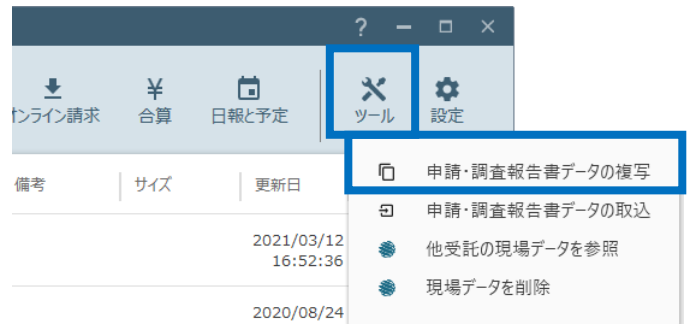 ?
オンライン請求 合算 日報と予定 ツール 設定
備考 サイズ 更新日
申請・調査報告書データの複写
申請・調査報告書データの取込
2021/03/12
16:52:36
他受託の現場データを参照
現場データを削除
2020/08/24